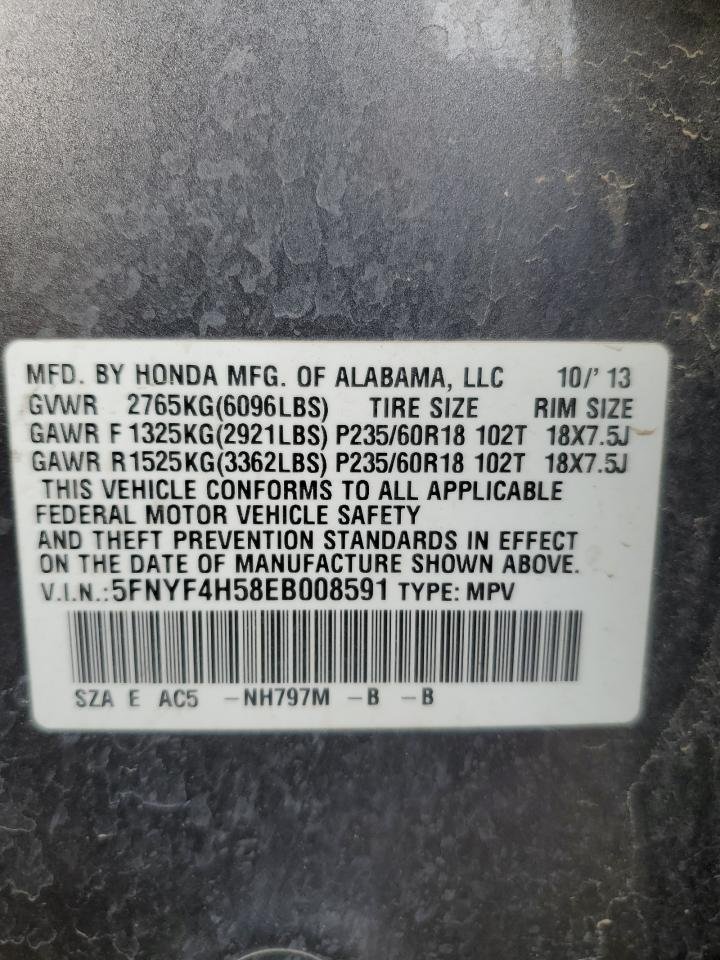 MFD. BY HONDA MFG. OF ALABAMA, LLC 10/'13
GVWR 2765KG(6096LBS) TIRE SIZE RIM SIZE
GAWR F 1325KG(2921LBS) P235/60R18 102T 18X7.5J
GAWR R 1525KG(3362LBS) P235/60R18 102T 18X7.5J
THIS VEHICLE CONFORMS TO ALL APPLICABLE
FEDERAL MOTOR VEHICLE SAFETY
AND THEFT PREVENTION STANDARDS IN EFFECT
ON THE DATE OF MANUFACTURE SHOWN ABOVE.
V.I.N.:5FNYF4H58EB008591 TYPE: MPV
SZA E AC5 -NH797M -B -B